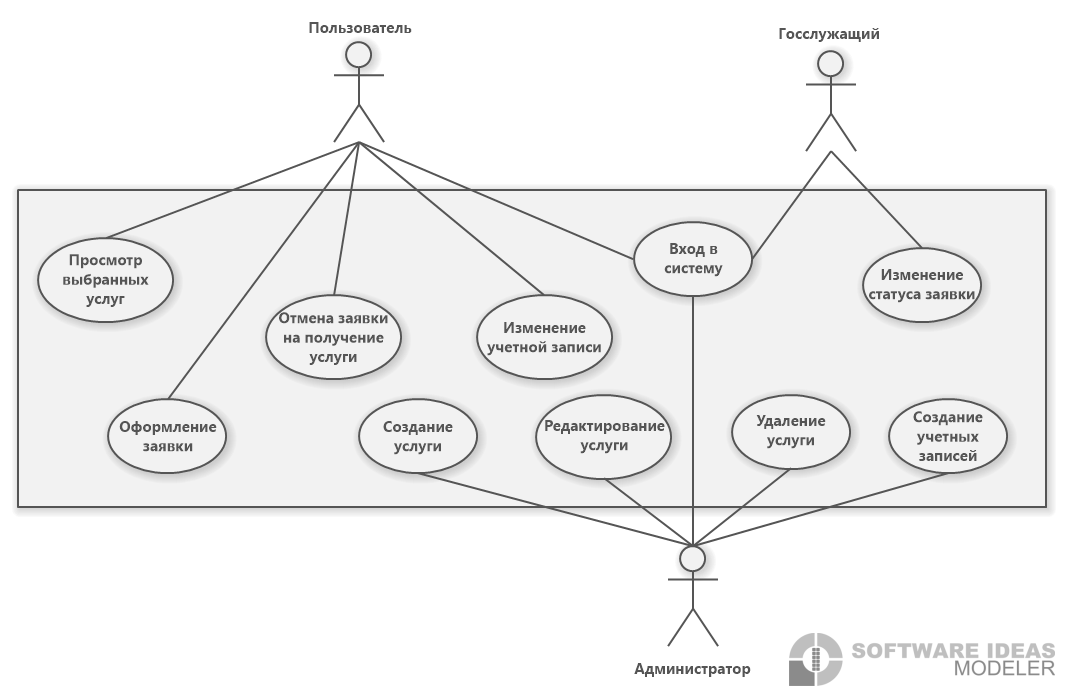 Пользователь
Госслужащий
Просмотр
выбранных
услуг
Отмена заявки
на получение
услуги
Изменение
учетной записи
Вход в
систему
Изменение
статуса заявки
Оформление
заявки
Создание
услуги
Редактирование
услуги
Удаление
услуги
Создание
учетных
записей
Администратор
SOFTWARE IDEAS
MODELER